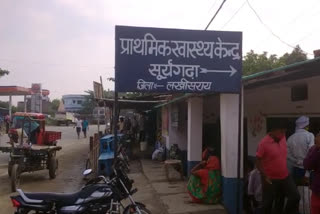 प्राथमिक स्वास्थ्य केन्द्र
सूर्यगढा →
जिला:- लखीसराय